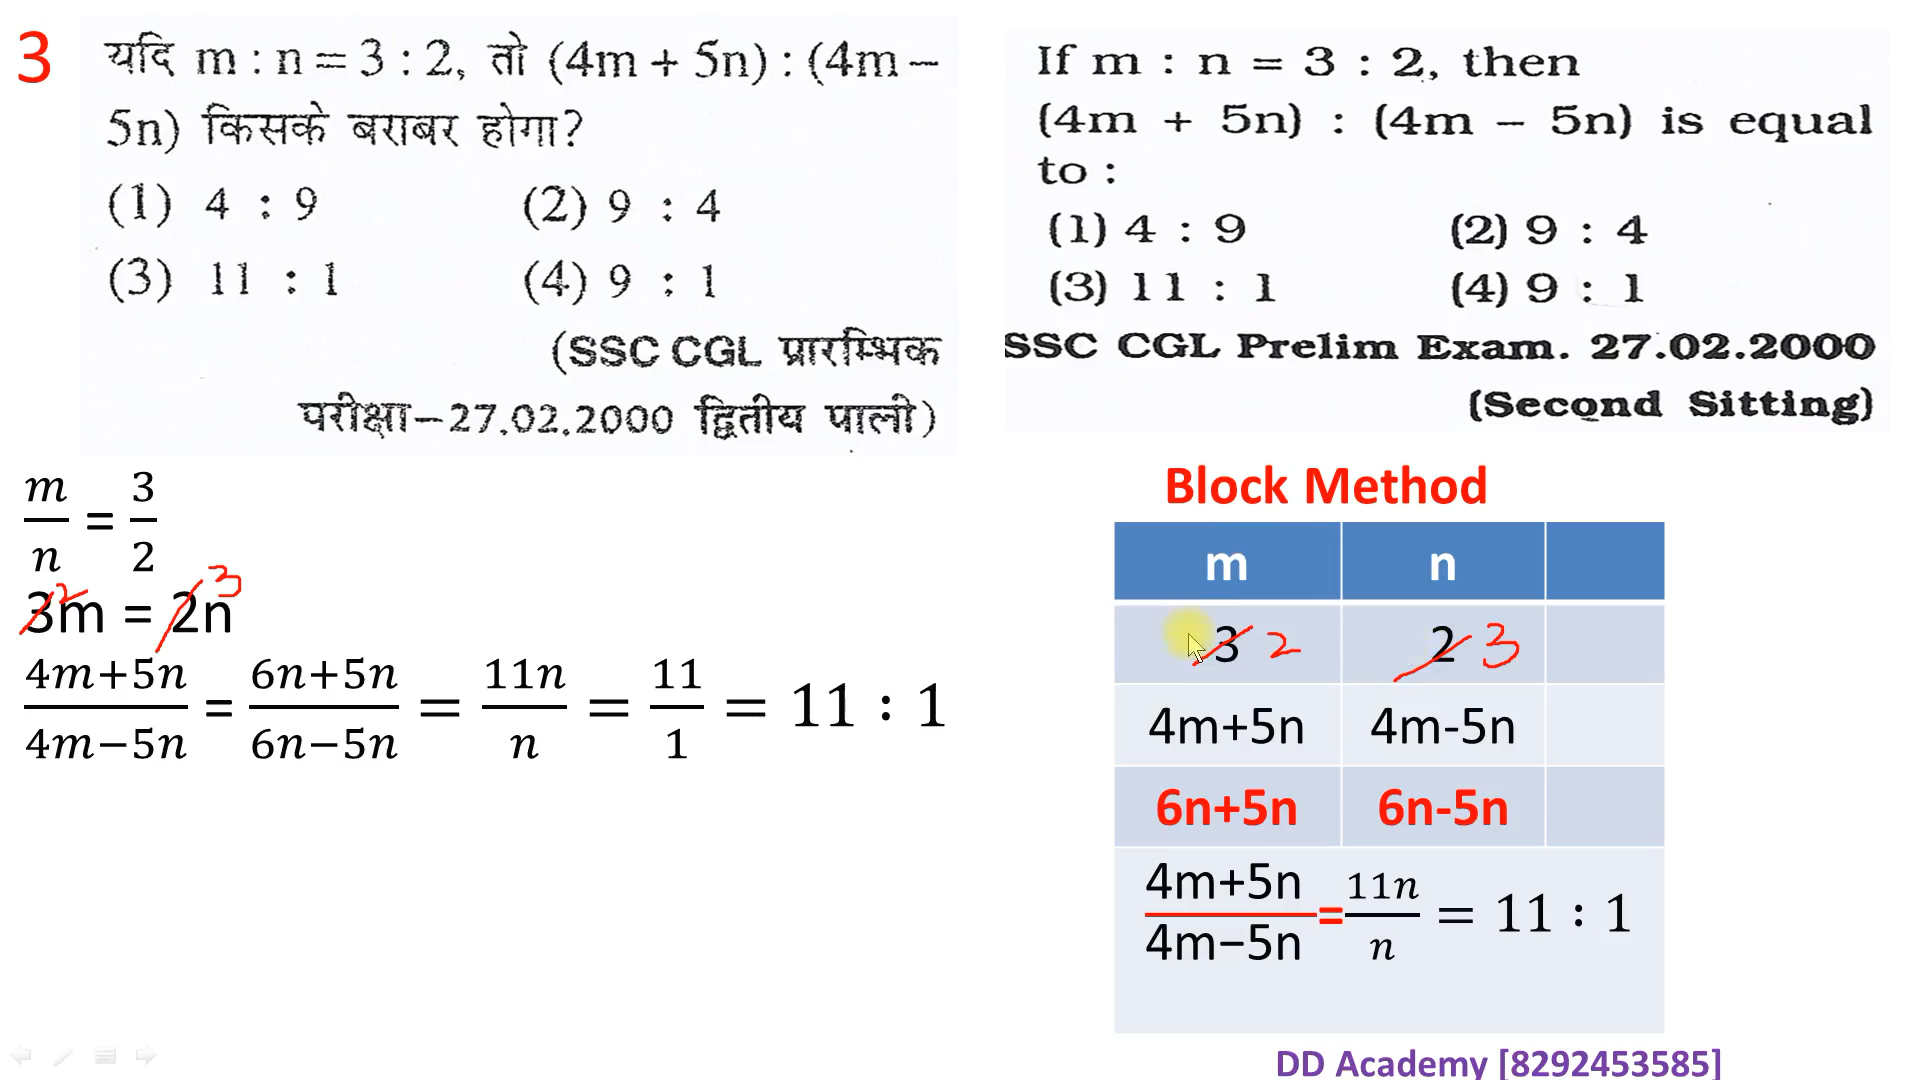 3
यदि m : n = 3 : 2, तो (4m + 5n) : (4m –
5n) किसके बराबर होगा?
(1) 4 : 9 (2) 9 : 4
(3) 11 : 1 (4) 9 : 1
(SSC CGL प्रारम्भिक
परीक्षा–27.02.2000 द्वितीय पाली)
If m : n = 3 : 2, then
(4m + 5n) : (4m – 5n) is equal
to :
(1) 4 : 9 (2) 9 : 4
(3) 11 : 1 (4) 9 : 1
SSC CGL Prelim Exam. 27.02.2000
(Second Sitting)
m/n = 3/2
2 3
3m = 2n
(4m+5n)/(4m−5n) = (6n+5n)/(6n−5n) = 11n/n = 11/1 = 11 : 1
Block Method
m n
3 2 2 3
4m+5n 4m-5n
6n+5n 6n-5n
(4m+5n)/(4m−5n) = 11n/n = 11 : 1
DD Academy [8292453585]